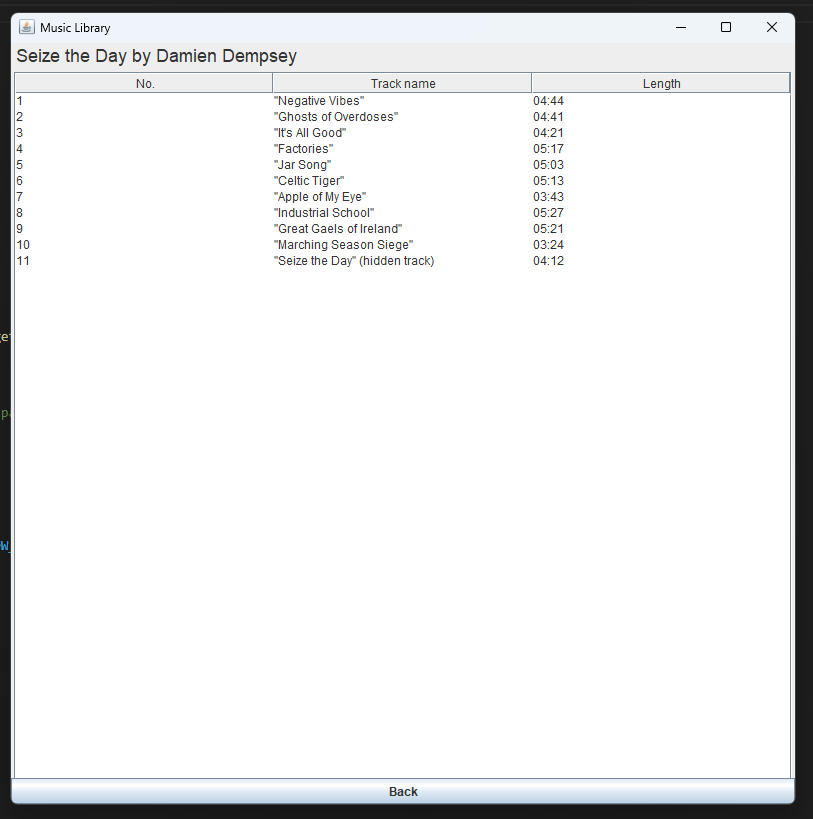 Music Library
Seize the Day by Damien Dempsey
No. Track name Length
1 "Negative Vibes" 04:44
2 "Ghosts of Overdoses" 04:41
3 "It's All Good" 04:21
4 "Factories" 05:17
5 "Jar Song" 05:03
6 "Celtic Tiger" 05:13
7 "Apple of My Eye" 03:43
8 "Industrial School" 05:27
9 "Great Gaels of Ireland" 05:21
10 "Marching Season Siege" 03:24
11 "Seize the Day" (hidden track) 04:12
Back